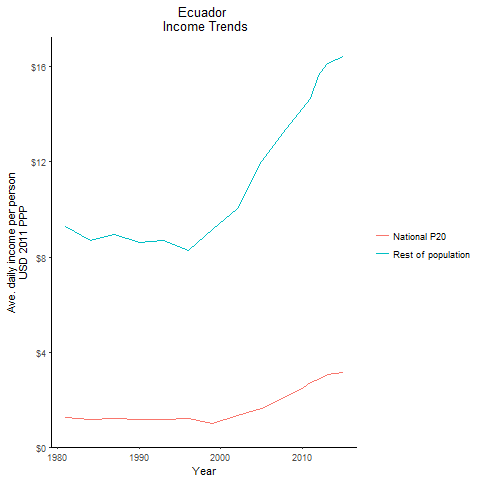 Ecuador
Income Trends
$16
$12
$8
$4
$0
Ave. daily income per person
USD 2011 PPP
1980
1990
2000
2010
Year
National P20
Rest of population